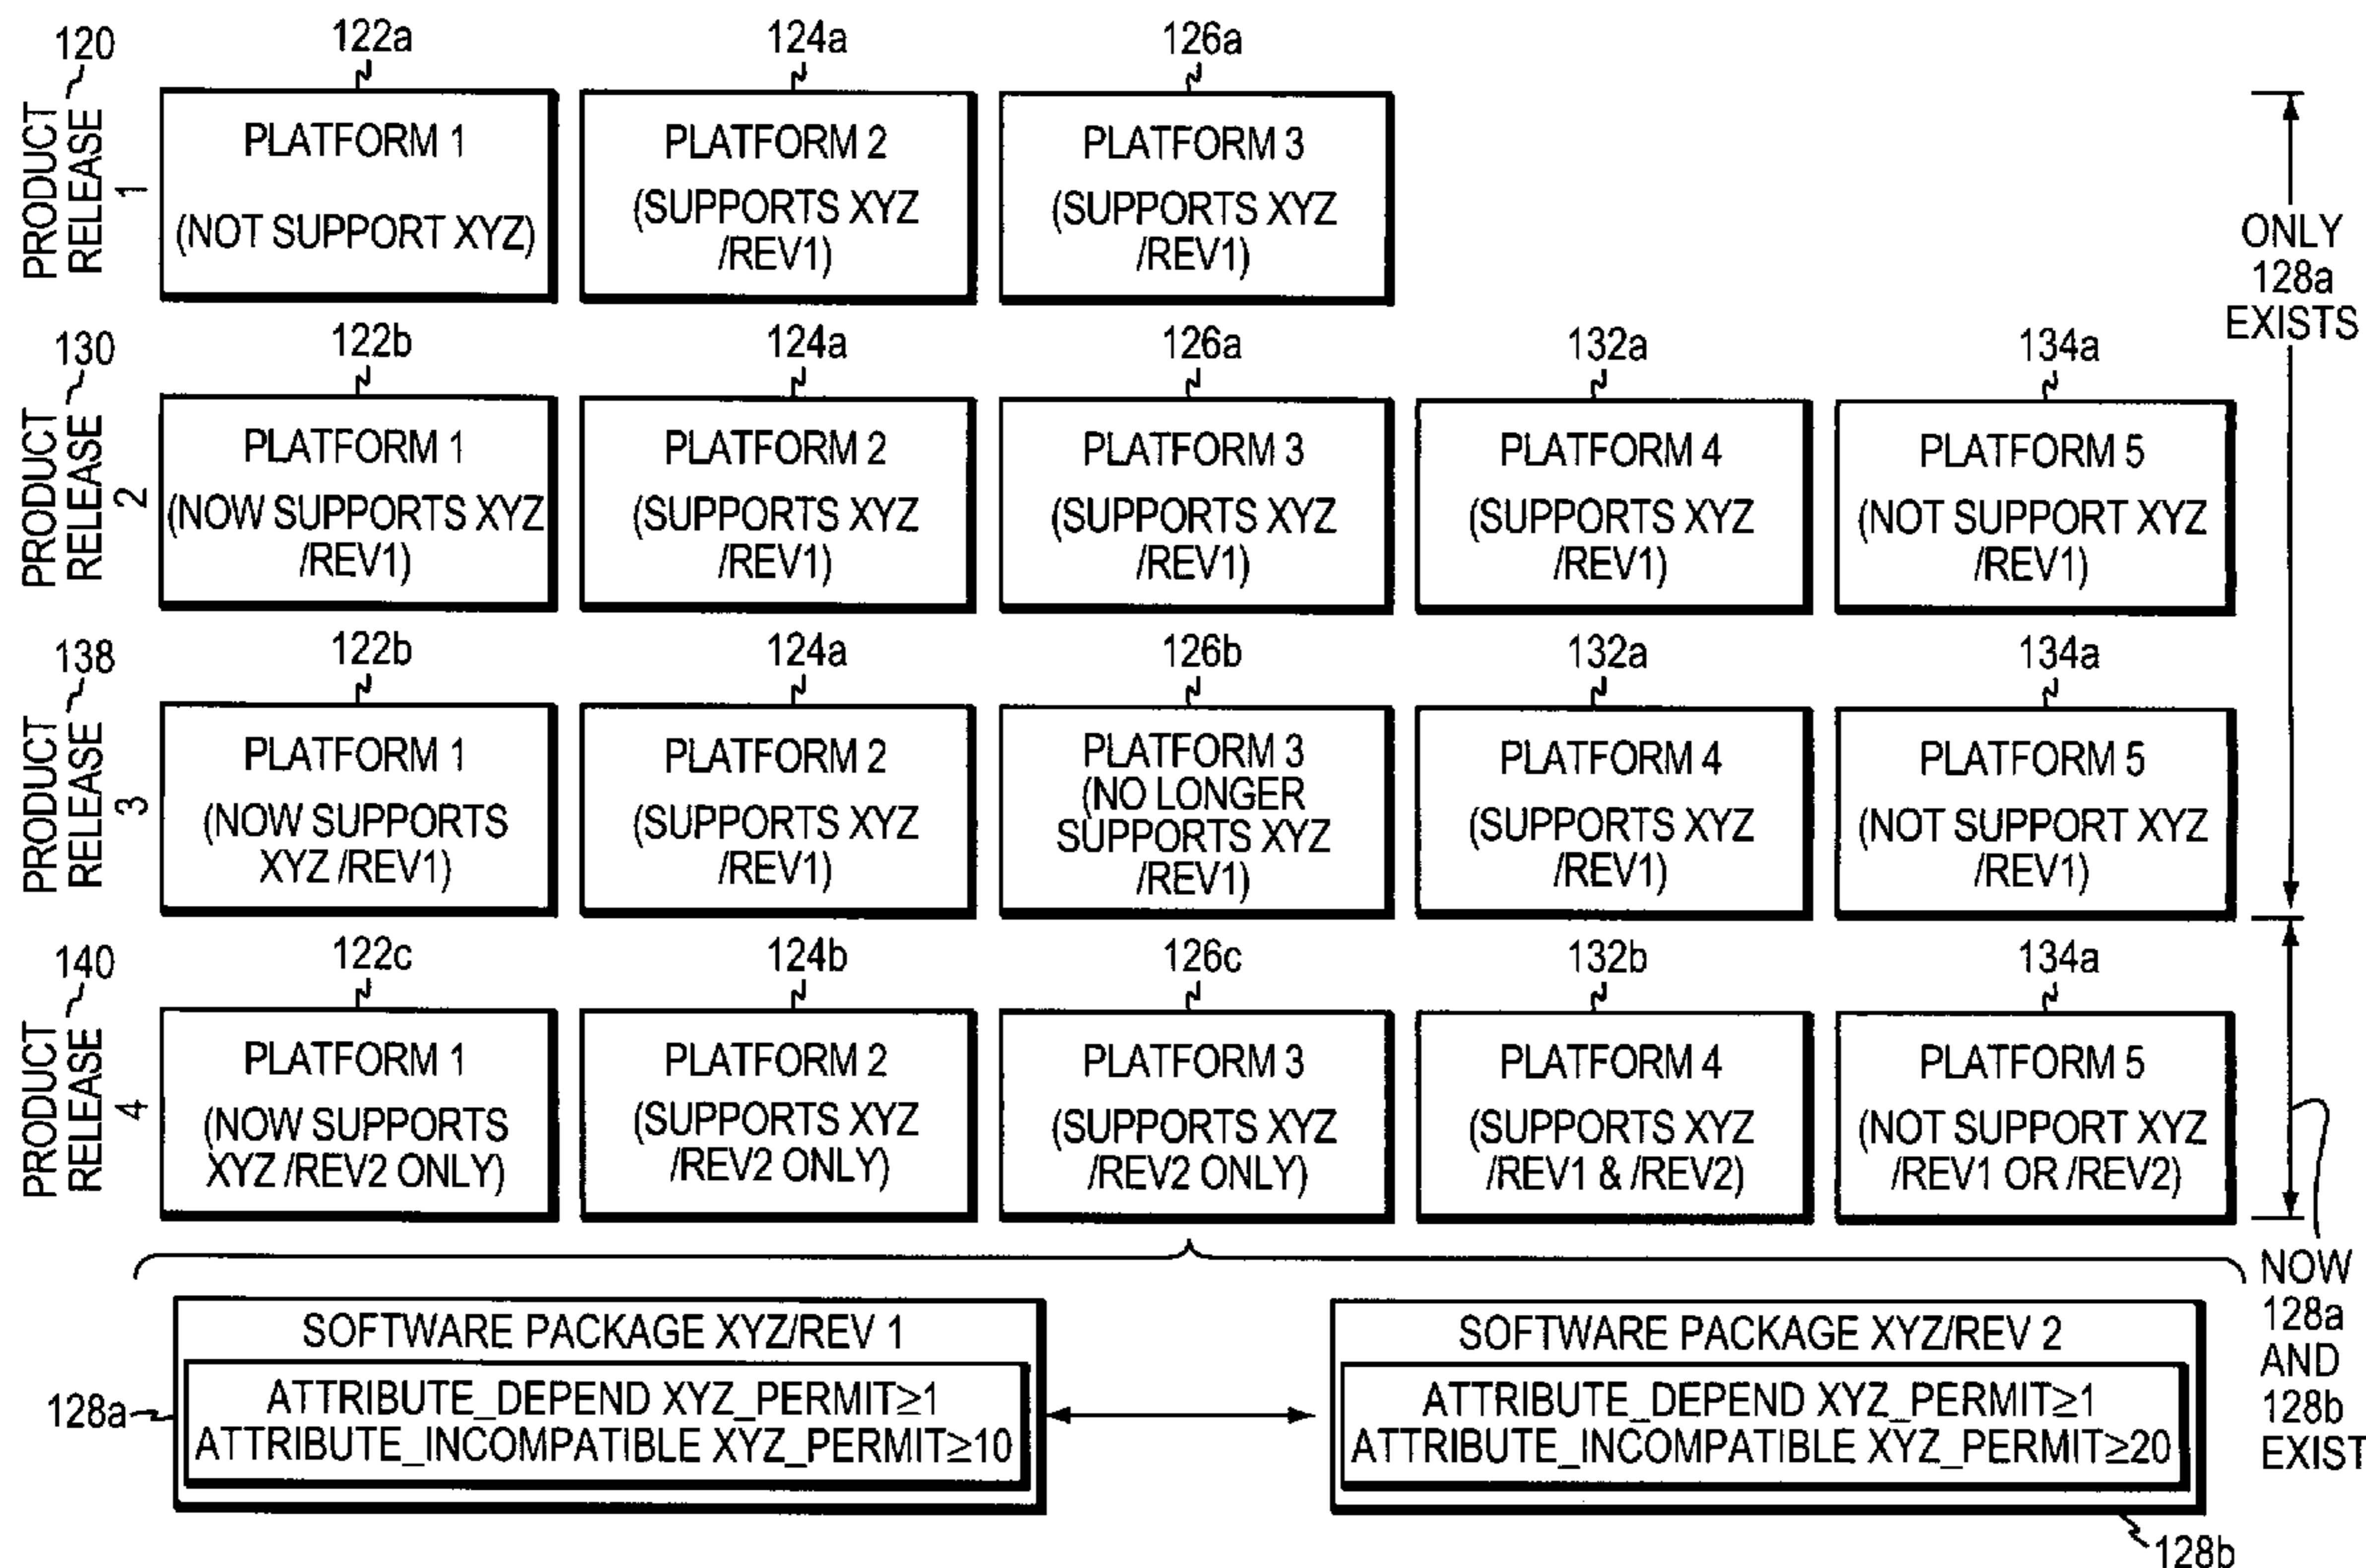 120
PRODUCT
RELEASE
1
122a
124a
126a
PLATFORM 1
(NOT SUPPORT XYZ)
PLATFORM 2
(SUPPORTS XYZ
/REV1)
PLATFORM 3
(SUPPORTS XYZ
/REV1)
ONLY
128a
EXISTS
130
PRODUCT
RELEASE
2
122b
124a
126a
132a
134a
PLATFORM 1
(NOW SUPPORTS XYZ
/REV1)
PLATFORM 2
(SUPPORTS XYZ
/REV1)
PLATFORM 3
(SUPPORTS XYZ
/REV1)
PLATFORM 4
(SUPPORTS XYZ
/REV1)
PLATFORM 5
(NOT SUPPORT XYZ
/REV1)
138
PRODUCT
RELEASE
3
122b
124a
126b
132a
134a
PLATFORM 1
(NOW SUPPORTS
XYZ /REV1)
PLATFORM 2
(SUPPORTS XYZ
/REV1)
PLATFORM 3
(NO LONGER
SUPPORTS XYZ
/REV1)
PLATFORM 4
(SUPPORTS XYZ
/REV1)
PLATFORM 5
(NOT SUPPORT XYZ
/REV1)
140
PRODUCT
RELEASE
4
122c
124b
126c
132b
134a
PLATFORM 1
(NOW SUPPORTS
XYZ /REV2 ONLY)
PLATFORM 2
(SUPPORTS XYZ
/REV2 ONLY)
PLATFORM 3
(SUPPORTS XYZ
/REV2 ONLY)
PLATFORM 4
(SUPPORTS XYZ
/REV1 & /REV2)
PLATFORM 5
(NOT SUPPORT XYZ
/REV1 OR /REV2)
NOW
128a
AND
128b
EXIST
SOFTWARE PACKAGE XYZ/REV 1
ATTRIBUTE_DEPEND XYZ_PERMIT≥1
ATTRIBUTE_INCOMPATIBLE XYZ_PERMIT≥10
128a
SOFTWARE PACKAGE XYZ/REV 2
ATTRIBUTE_DEPEND XYZ_PERMIT≥1
ATTRIBUTE_INCOMPATIBLE XYZ_PERMIT≥20
128b